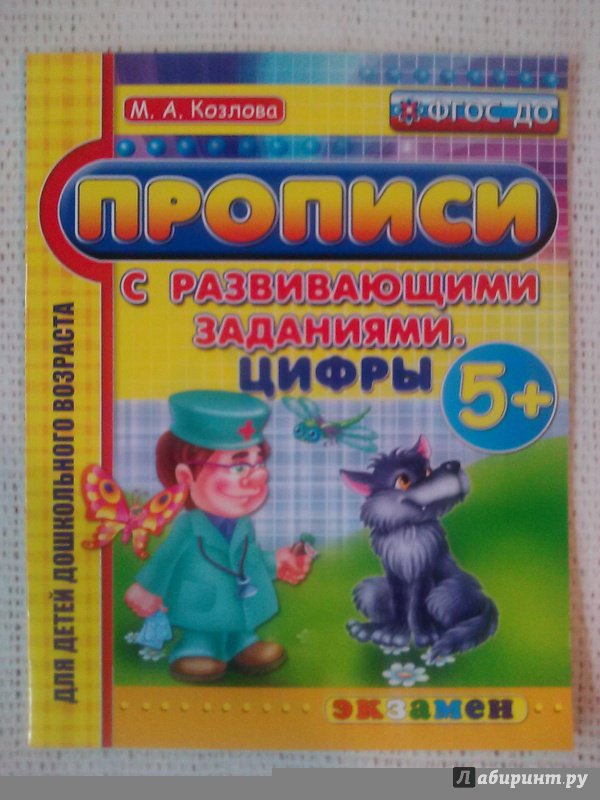 М. А. Козлова
ФГОС ДО
ПРОПИСИ
С РАЗВИВАЮЩИМИ
ЗАДАНИЯМИ.
ЦИФРЫ
5+
ДЛЯ ДЕТЕЙ ДОШКОЛЬНОГО ВОЗРАСТА
экзамен
Лабиринт.ру